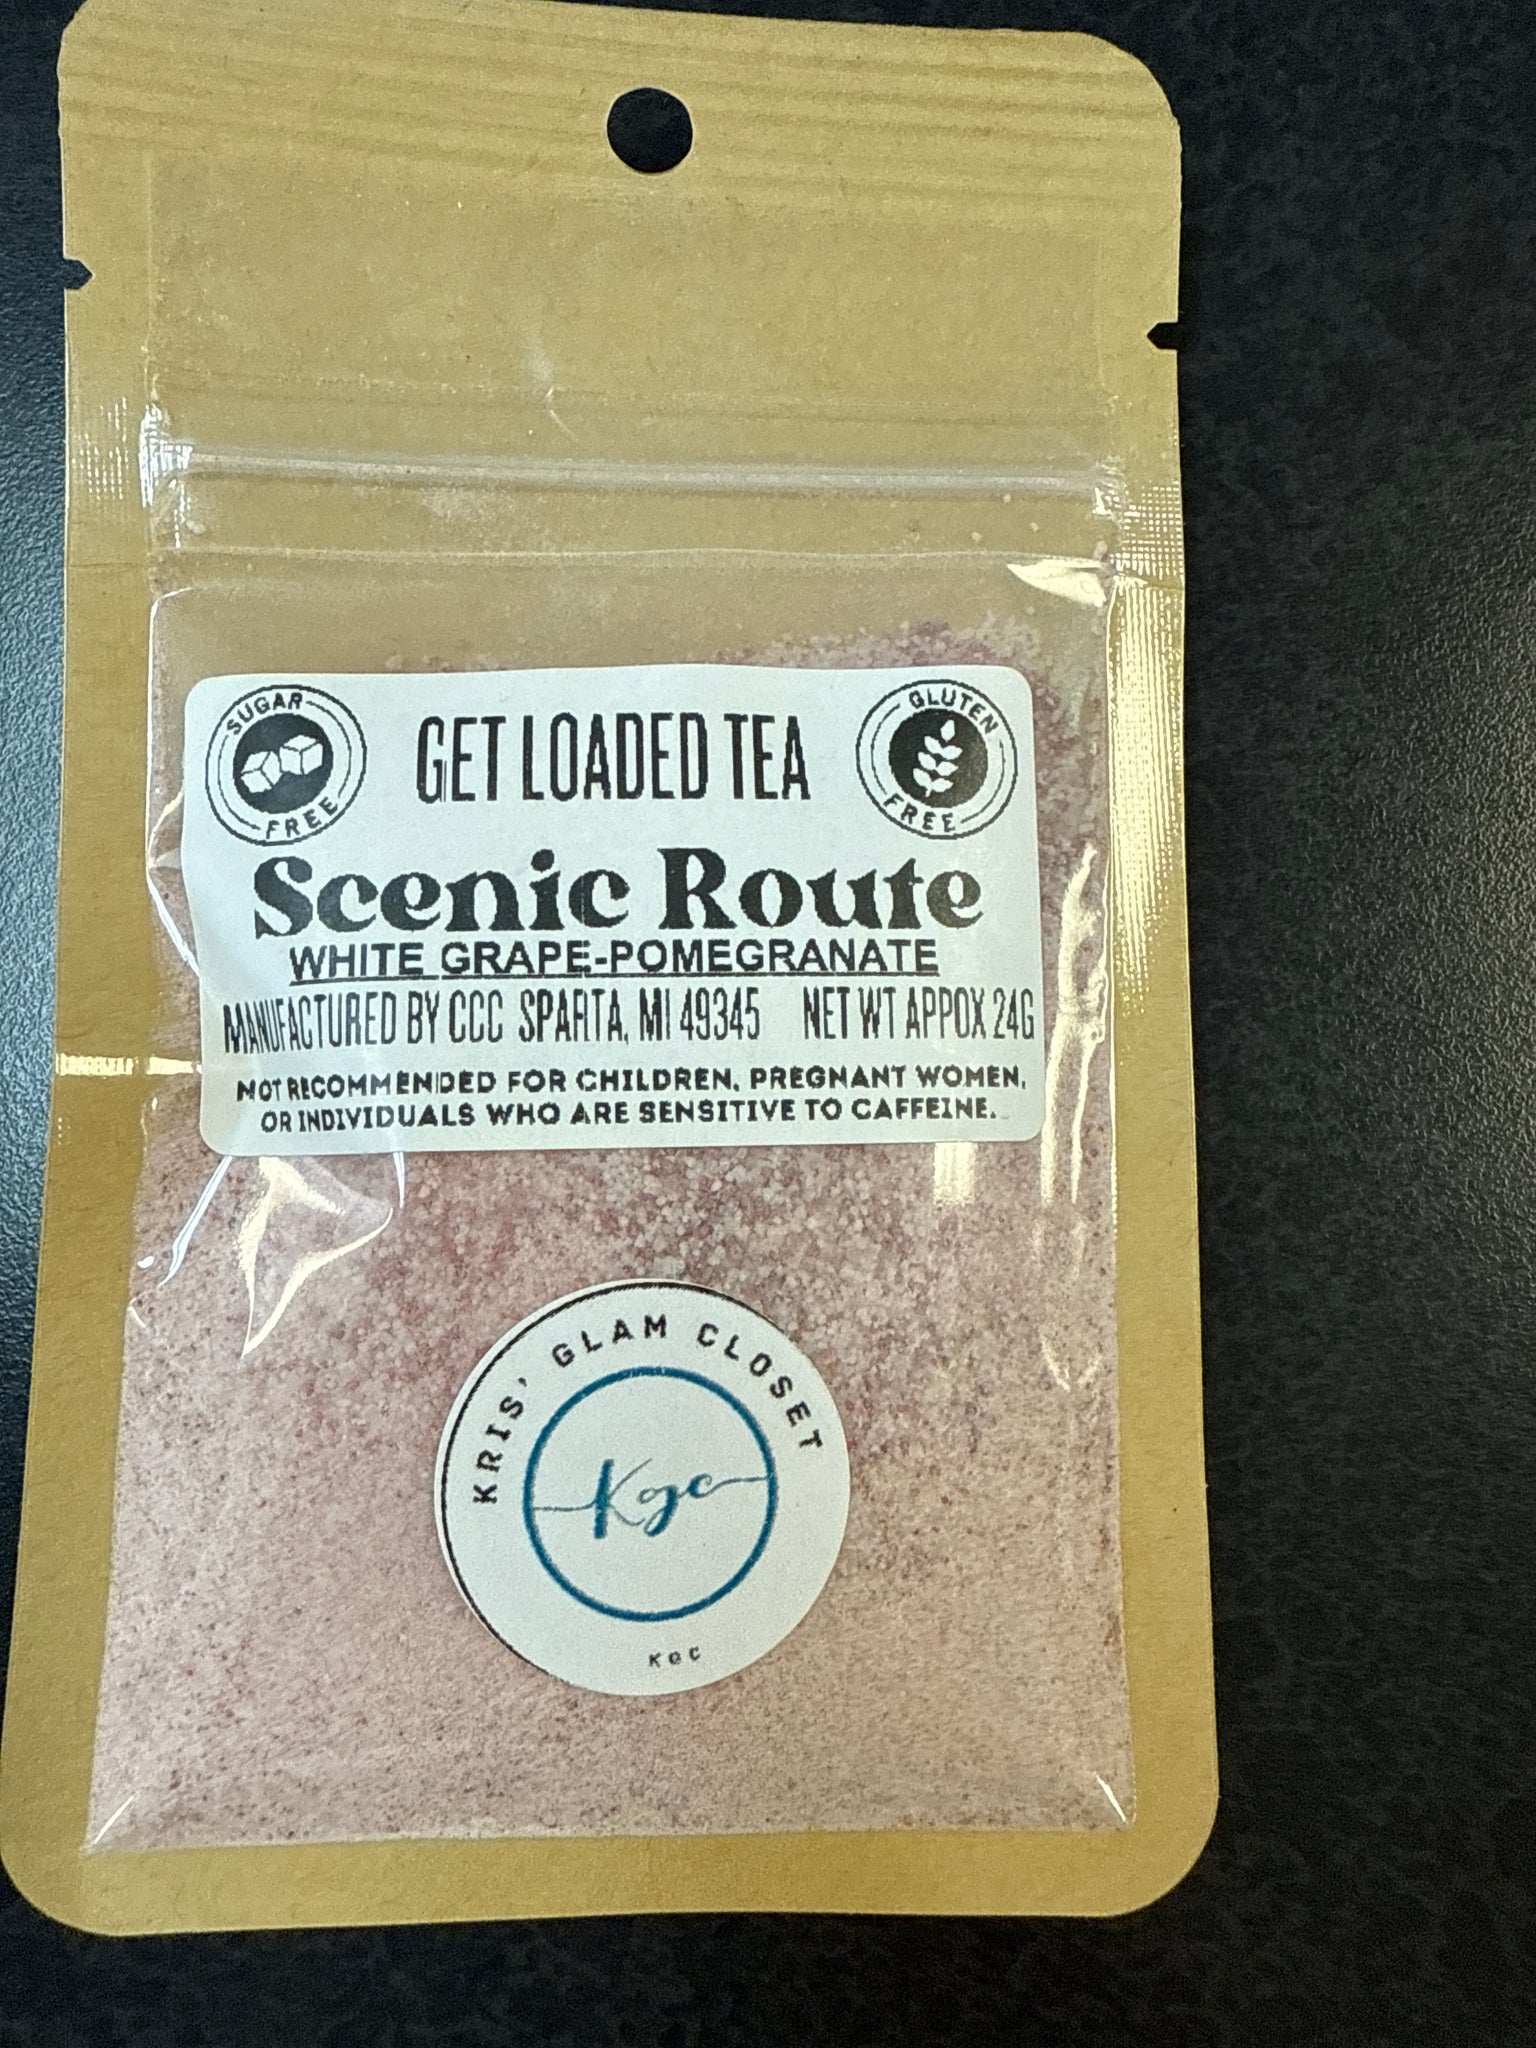 SUGAR FREE
GET LOADED TEA
GLUTEN FREE
Scenic Route
WHITE GRAPE-POMEGRANATE
MANUFACTURED BY CCC SPARTA, MI 49345 NET WT APPOX 24G
NOT RECOMMENDED FOR CHILDREN, PREGNANT WOMEN,
OR INDIVIDUALS WHO ARE SENSITIVE TO CAFFEINE.
KRIS' GLAM CLOSET
Kgc
KGC